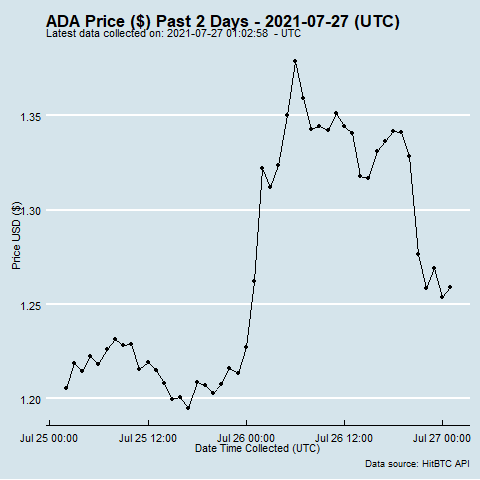 ADA Price ($) Past 2 Days - 2021-07-27 (UTC)
Latest data collected on: 2021-07-27 01:02:58 - UTC
Price USD ($)
1.35
1.30
1.25
1.20
Jul 25 00:00 Jul 25 12:00 Jul 26 00:00 Jul 26 12:00 Jul 27 00:00
Date Time Collected (UTC)
Data source: HitBTC API